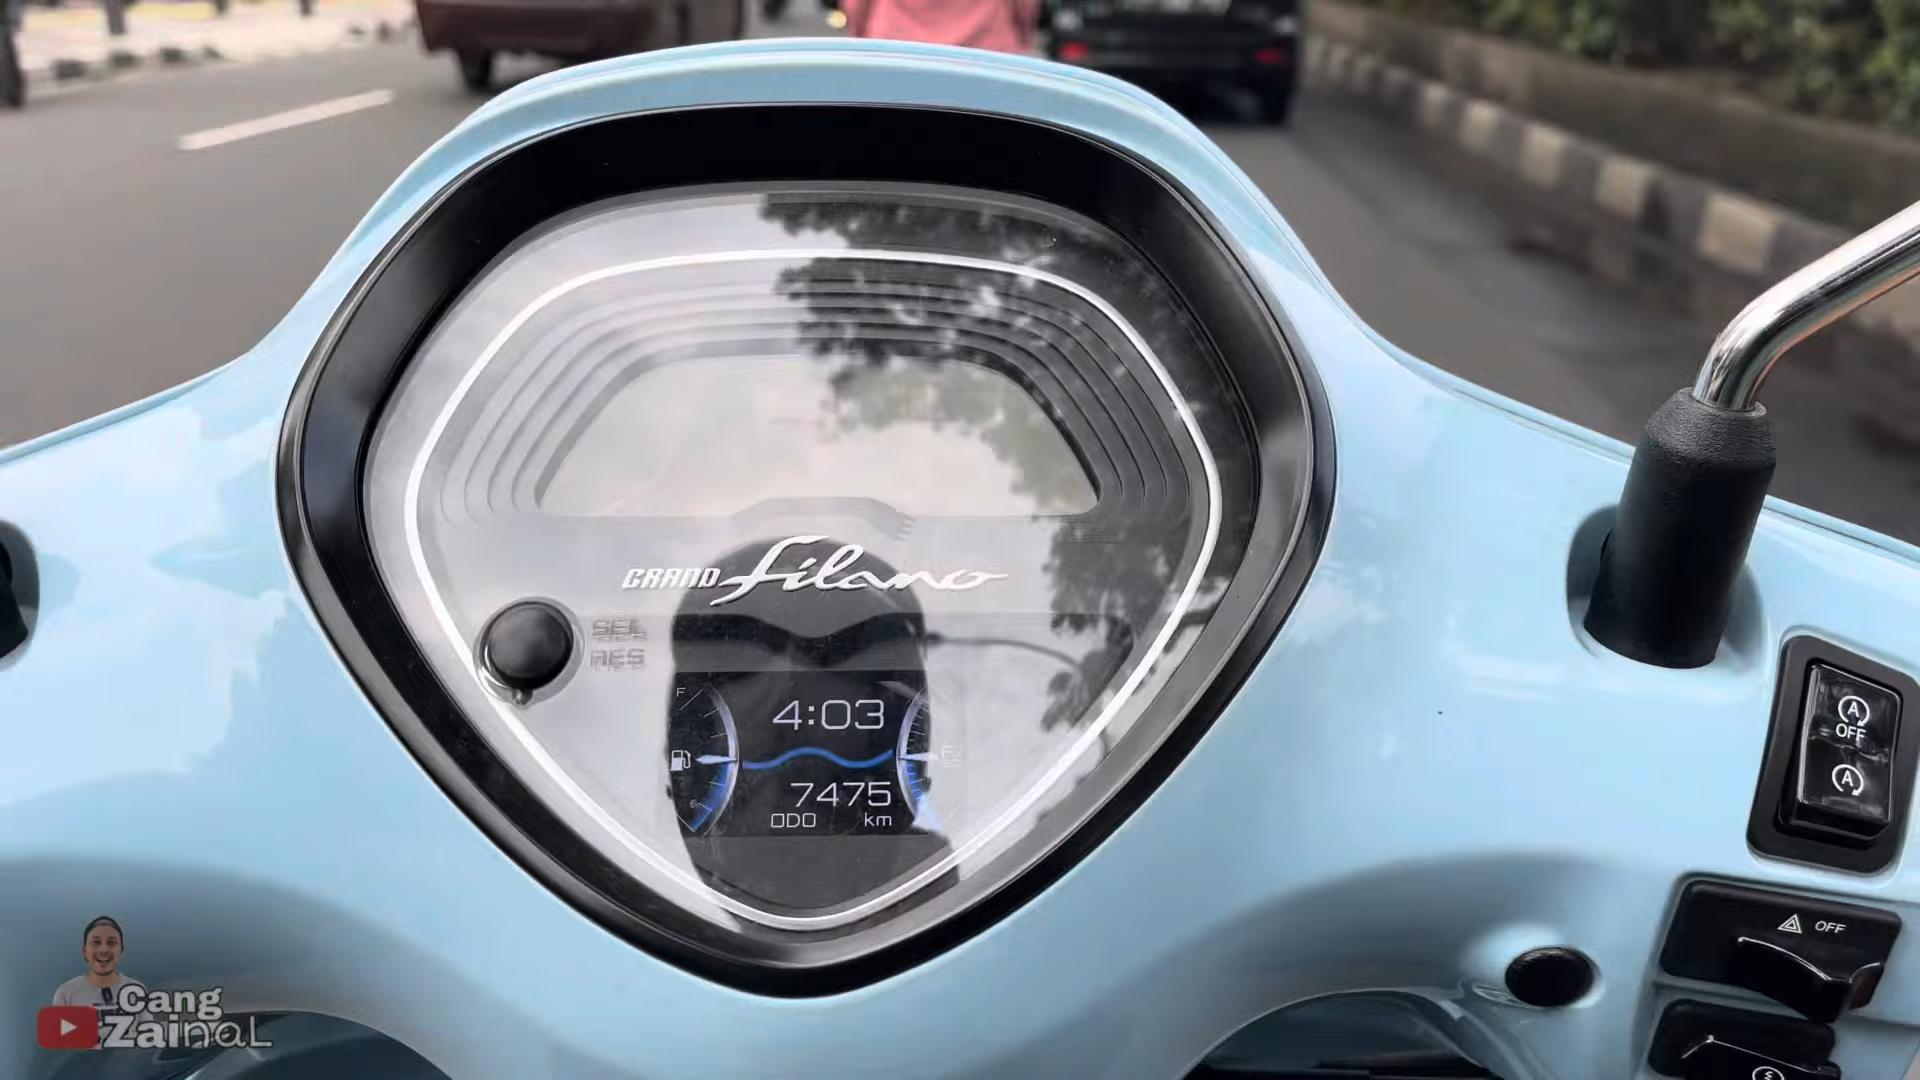 GRAND Filano
SEL
RES
F
4:03
7475
ODO km
A
OFF
A
OFF
Cang
Zainal